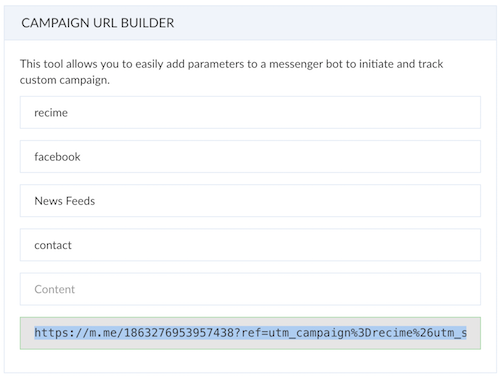 CAMPAIGN URL BUILDER
This tool allows you to easily add parameters to a messenger bot to initiate and track
custom campaign.
recime
facebook
News Feeds
contact
Content
https://m.me/1863276953957438?ref=utm_campaign%3Drecime%26utm_s